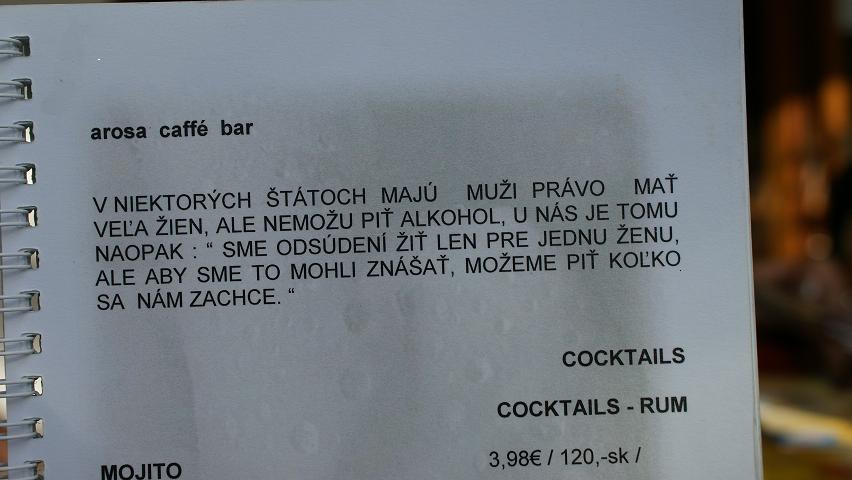 arosa caffé bar
V NIEKTORÝCH ŠTÁTOCH MAJÚ MUŽI PRÁVO MAŤ
VEĽA ŽIEN, ALE NEMOŽU PIŤ ALKOHOL, U NÁS JE TOMU
NAOPAK : “ SME ODSÚDENÍ ŽIŤ LEN PRE JEDNU ŽENU,
ALE ABY SME TO MOHLI ZNÁŠAŤ, MOŽEME PIŤ KOĽKO
SA NÁM ZACHCE. “
COCKTAILS
COCKTAILS - RUM
MOJITO 3,98€ / 120,-sk /